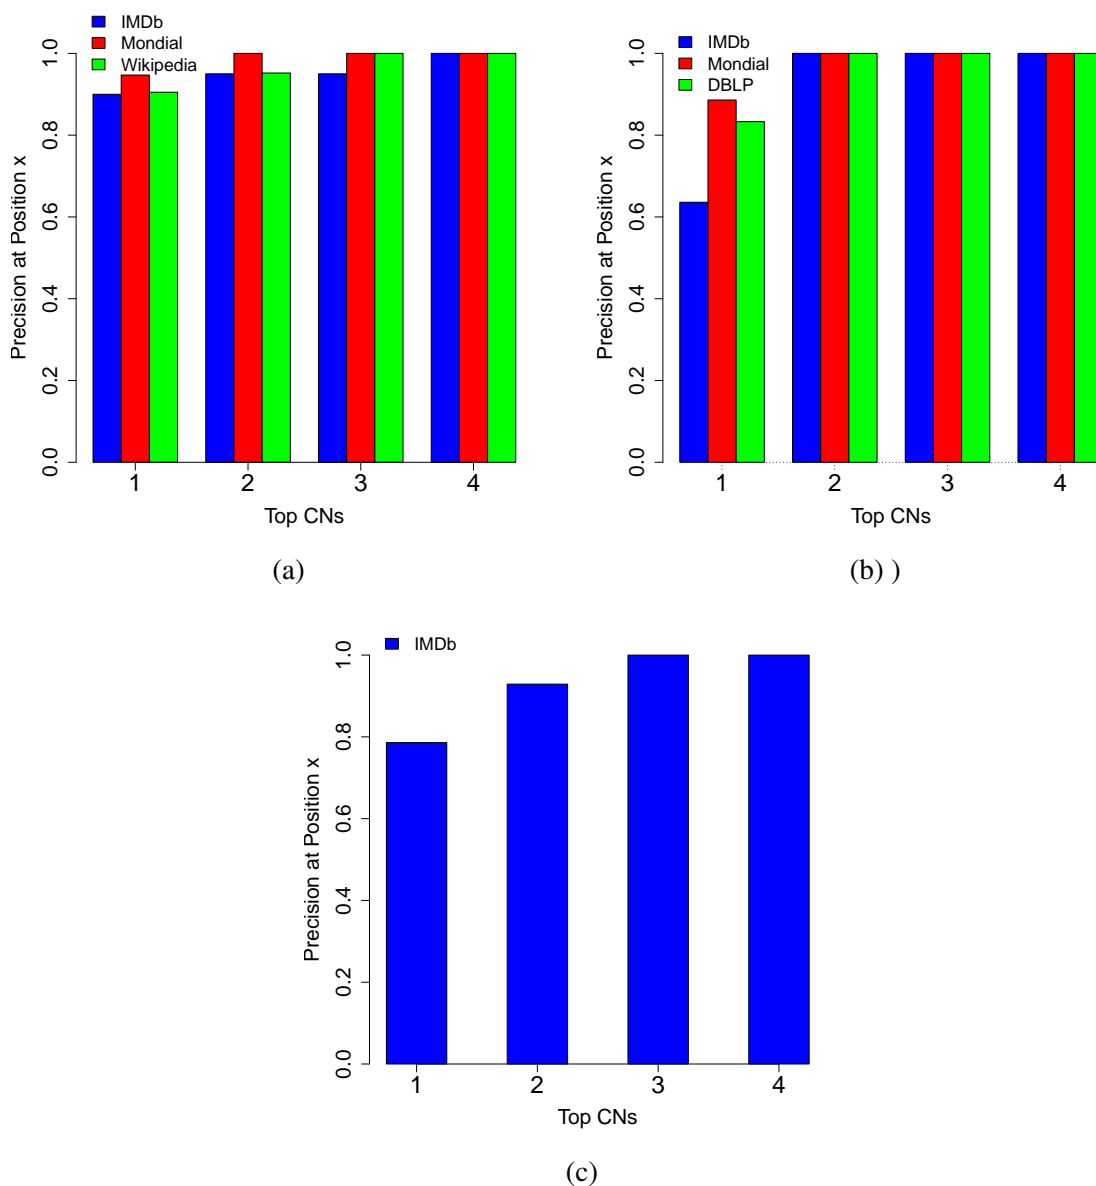 IMDb
Mondial
Wikipedia
Precision at Position x
0.0 0.2 0.4 0.6 0.8 1.0
1 2 3 4
Top CNs
(a)
IMDb
Mondial
DBLP
Precision at Position x
0.0 0.2 0.4 0.6 0.8 1.0
1 2 3 4
Top CNs
(b) )
IMDb
Precision at Position x
0.0 0.2 0.4 0.6 0.8 1.0
1 2 3 4
Top CNs
(c)